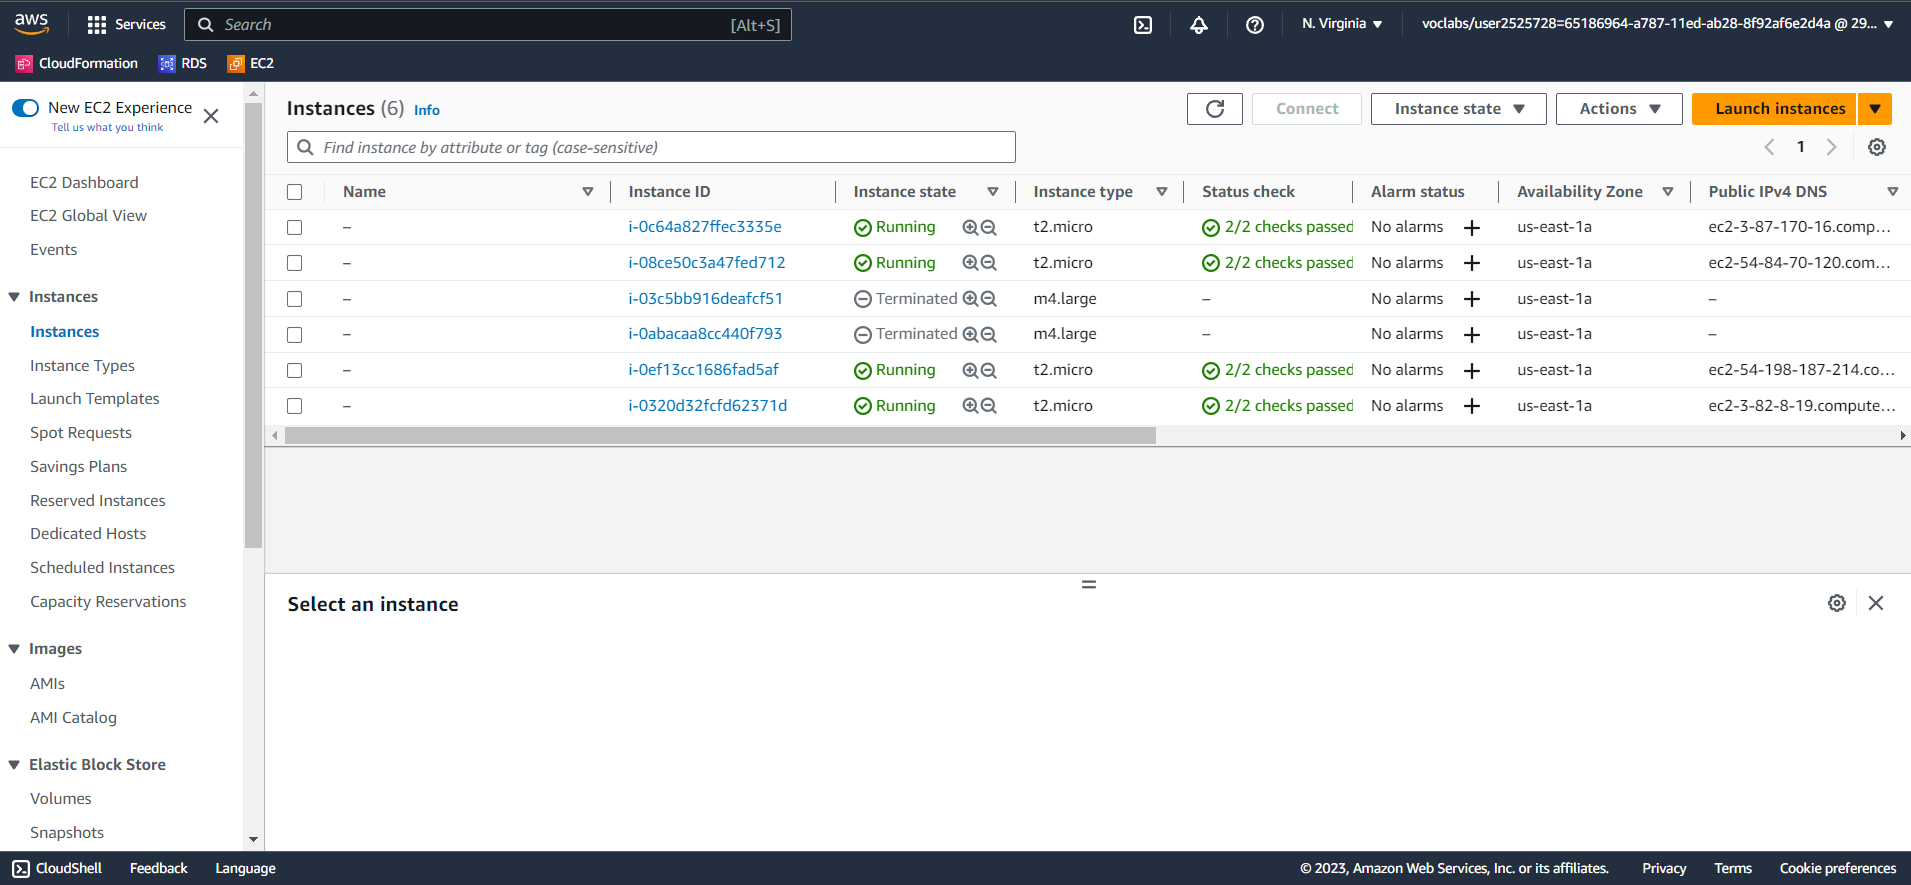 aws Services Search [Alt+S] N. Virginia voclabs/user2525728=65186964-a787-11ed-ab28-8f92af6e2d4a @ 29...
CloudFormation RDS EC2
New EC2 Experience
Tell us what you think
EC2 Dashboard
EC2 Global View
Events
Instances
Instances
Instance Types
Launch Templates
Spot Requests
Savings Plans
Reserved Instances
Dedicated Hosts
Scheduled Instances
Capacity Reservations
Images
AMIs
AMI Catalog
Elastic Block Store
Volumes
Snapshots
Instances (6) Info Connect Instance state Actions Launch instances
Find instance by attribute or tag (case-sensitive) 1
Name Instance ID Instance state Instance type Status check Alarm status Availability Zone Public IPv4 DNS
– i-0c64a827ffec3335e Running t2.micro 2/2 checks passed No alarms us-east-1a ec2-3-87-170-16.comp...
– i-08ce50c3a47fed712 Running t2.micro 2/2 checks passed No alarms us-east-1a ec2-54-84-70-120.com...
– i-03c5bb916deafcf51 Terminated m4.large – No alarms us-east-1a –
– i-0abacaa8cc440f793 Terminated m4.large – No alarms us-east-1a –
– i-0ef13cc1686fad5af Running t2.micro 2/2 checks passed No alarms us-east-1a ec2-54-198-187-214.co...
– i-0320d32fcfd62371d Running t2.micro 2/2 checks passed No alarms us-east-1a ec2-3-82-8-19.compute...
Select an instance
CloudShell Feedback Language © 2023, Amazon Web Services, Inc. or its affiliates. Privacy Terms Cookie preferences